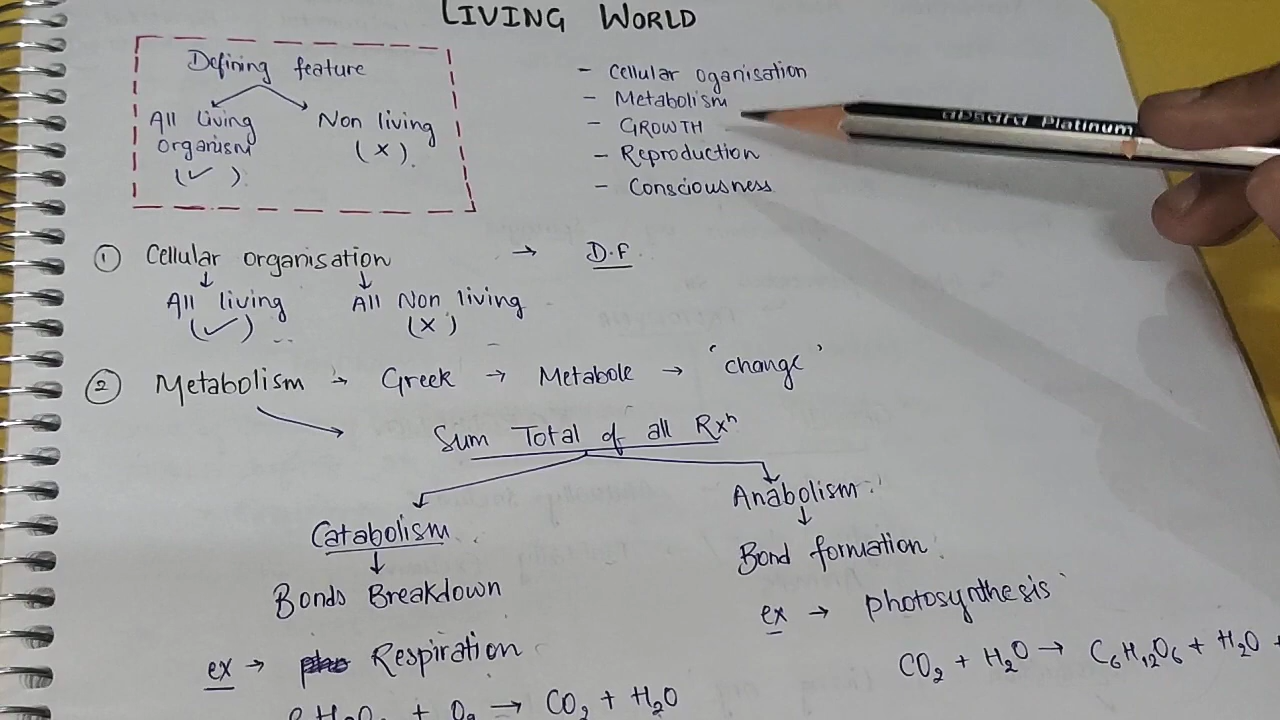 LIVING WORLD
Defining feature
All Living Non living
Organism (×).
(✓).
- Cellular Oganisation
- Metabolism
- GROWTH
- Reproduction
- Consciousness
Platinum
① Cellular organisation → D.F.
↓ ↓
All living All Non living
(✓) (×)
② Metabolism → Greek → Metabole → 'change'
Sum Total of all Rxⁿ
Catabolism Anabolism
↓ ↓
Bonds Breakdown Bond formation
ex → Respiration ex → photosynthesis
CO₂ + H₂O → C₆H₁₂O₆ + H₂O +
+ O₂ → CO₂ + H₂O